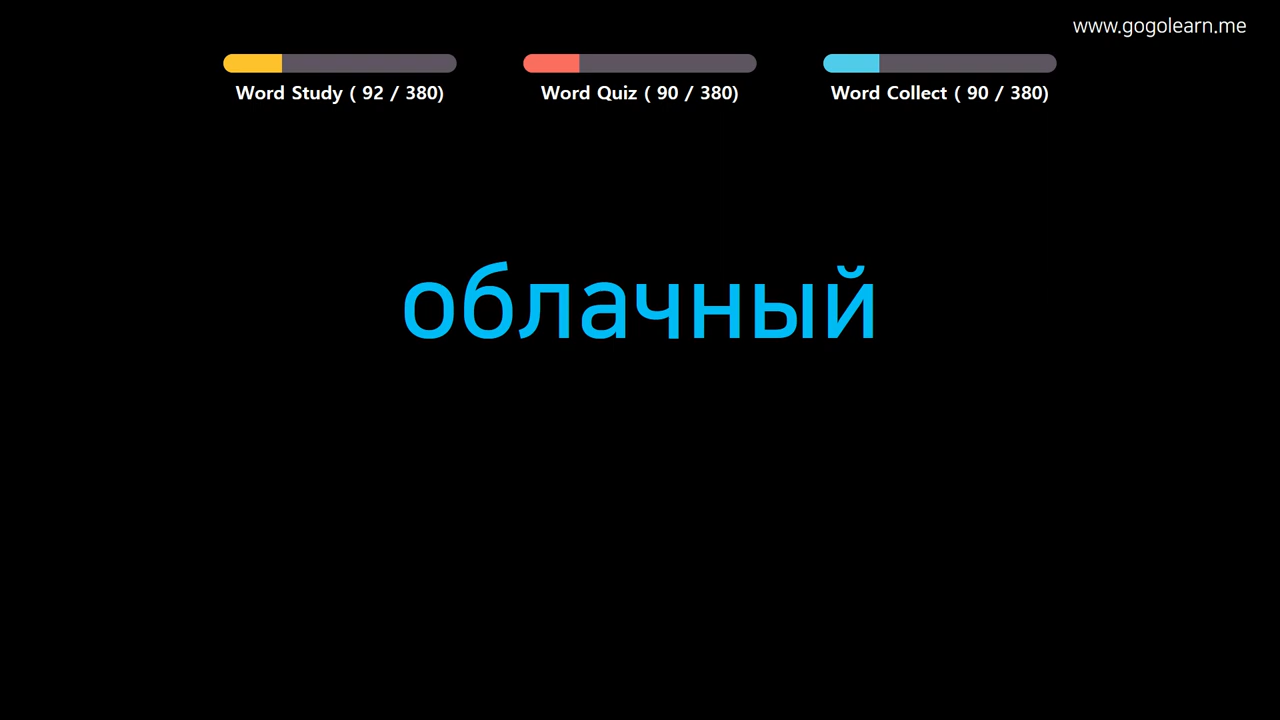 www.gogolearn.me
Word Study ( 92 / 380)
Word Quiz ( 90 / 380)
Word Collect ( 90 / 380)
облачный